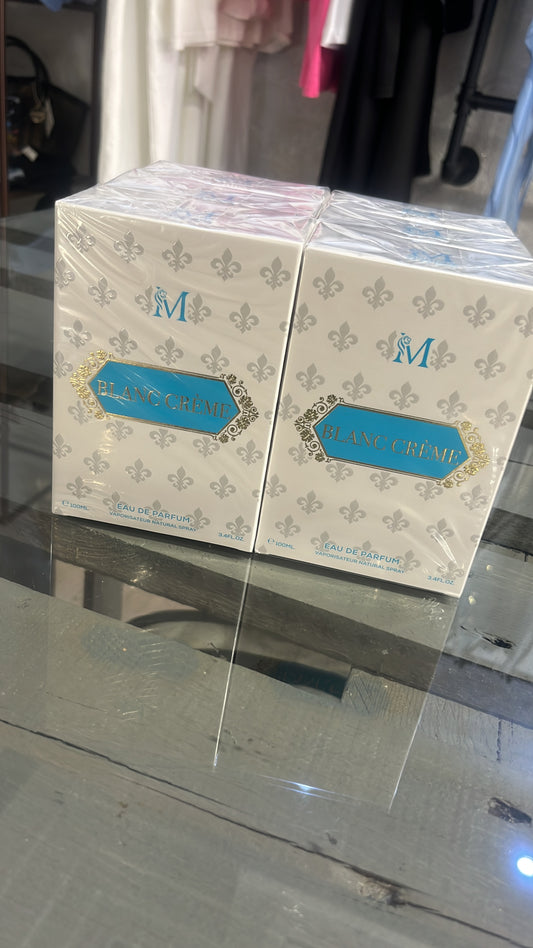 M
BLANC CRÈME
EAU DE PARFUM
VAPORISATEUR NATURAL SPRAY
℮ 100ML
3.4FL.OZ
M
BLANC CRÈME
EAU DE PARFUM
VAPORISATEUR NATURAL SPRAY
℮ 100ML
3.4FL.OZ
M